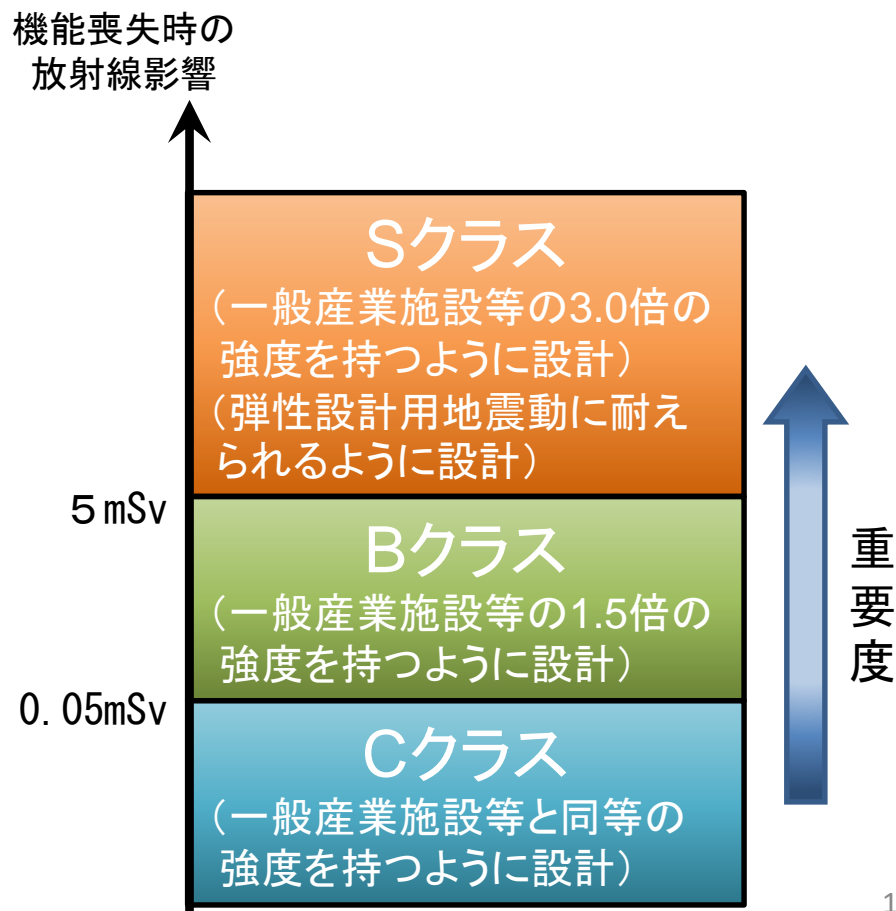 機能喪失時の
放射線影響
Sクラス
（一般産業施設等の3.0倍の
強度を持つように設計）
（弾性設計用地震動に耐え
られるように設計）
５mSv
Bクラス
（一般産業施設等の1.5倍の
強度を持つように設計）
0.05mSv
Cクラス
（一般産業施設等と同等の
強度を持つように設計）
重要度
1